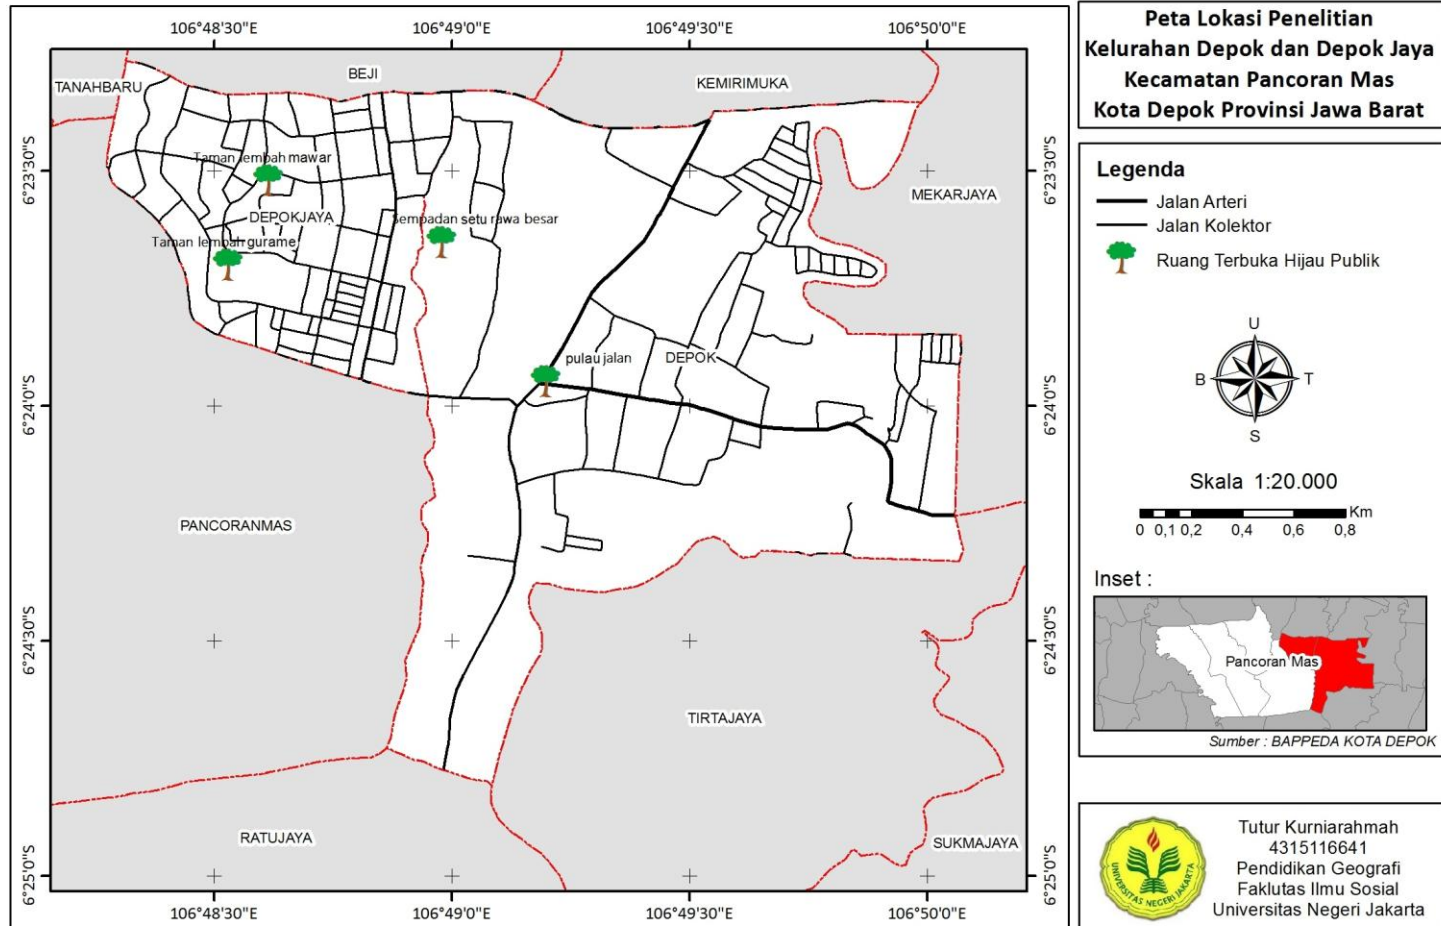 106°48'30"E 106°49'0"E 106°49'30"E 106°50'0"E
BEJI
TANAHBARU
KEMIRIMUKA
6°23'30"S
6°23'30"S
Taman lembah mawar
MEKARJAYA
DEPOKJAYA
Sempadan setu rawa besar
Taman lembah gurame
pulau jalan
DEPOK
6°24'0"S
6°24'0"S
PANCORANMAS
6°24'30"S
6°24'30"S
TIRTAJAYA
RATUJAYA
SUKMAJAYA
6°25'0"S
6°25'0"S
106°48'30"E 106°49'0"E 106°49'30"E 106°50'0"E
Peta Lokasi Penelitian
Kelurahan Depok dan Depok Jaya
Kecamatan Pancoran Mas
Kota Depok Provinsi Jawa Barat
Legenda
Jalan Arteri
Jalan Kolektor
Ruang Terbuka Hijau Publik
U
B T
S
Skala 1:20.000
Km
0 0,1 0,2 0,4 0,6 0,8
Inset :
Pancoran Mas
Sumber : BAPPEDA KOTA DEPOK
UNIVERSITAS NEGERI JAKARTA
Tutur Kurniarahmah
4315116641
Pendidikan Geografi
Faklutas Ilmu Sosial
Universitas Negeri Jakarta